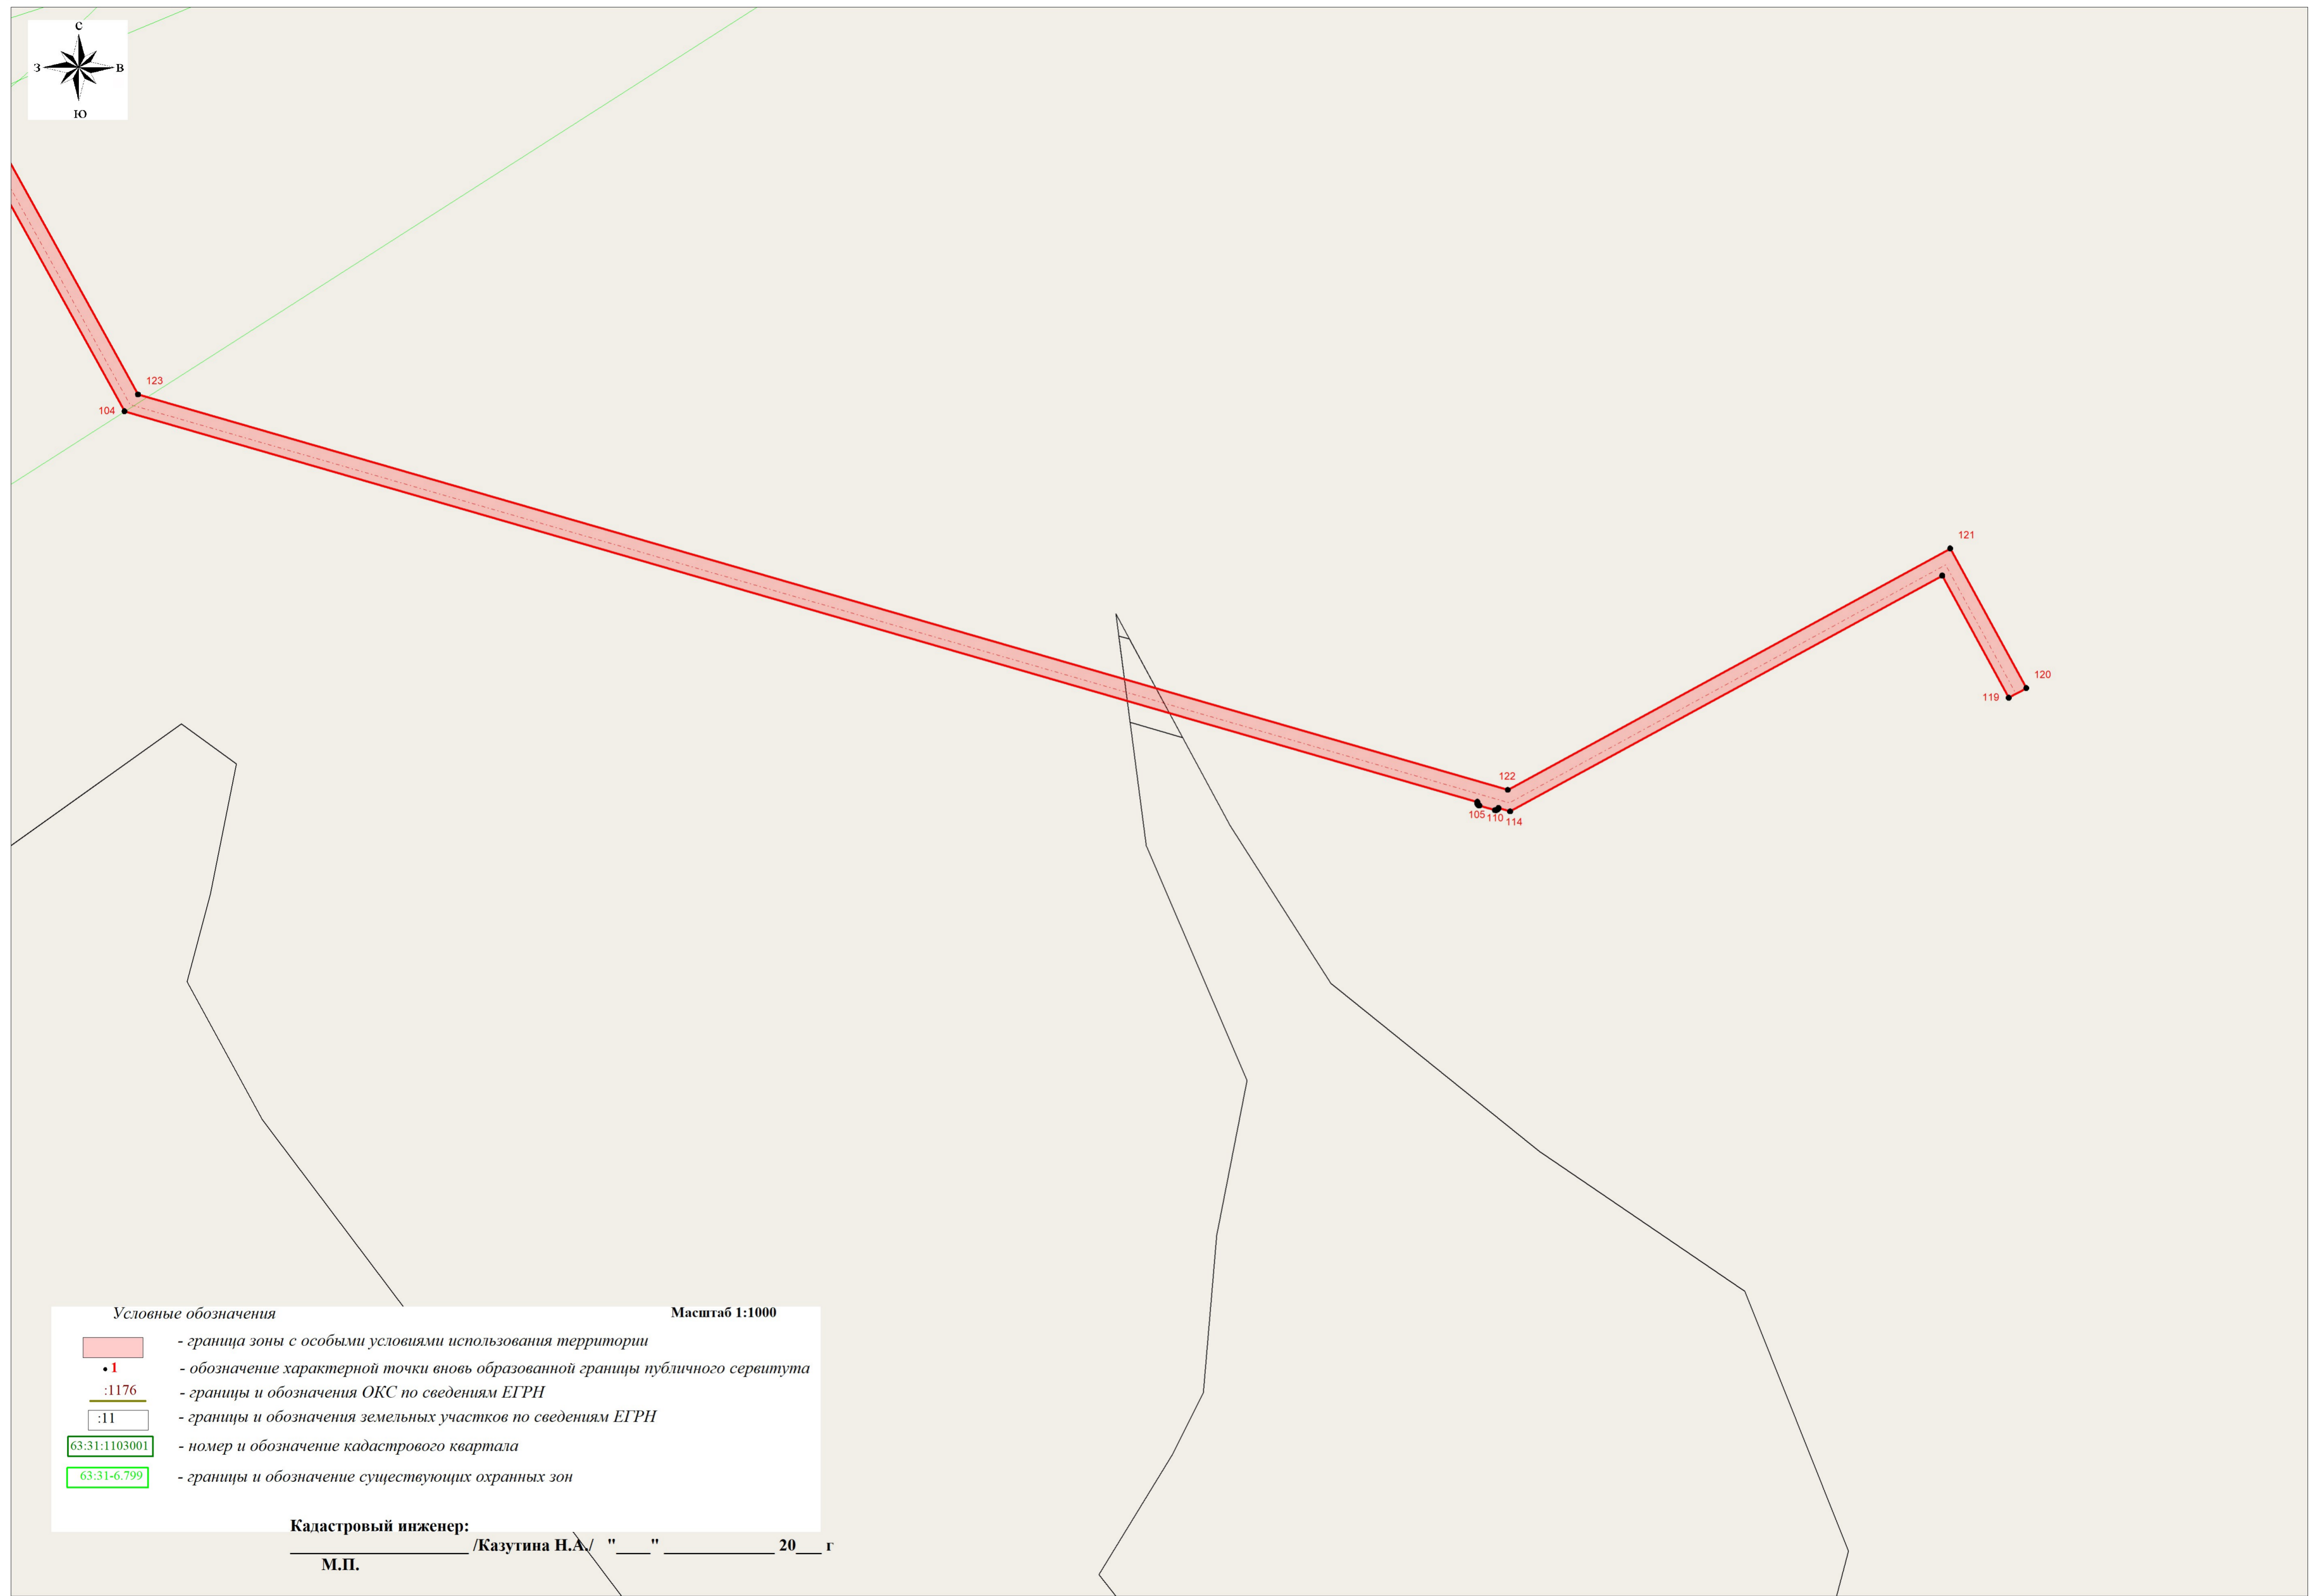 С
З В
Ю
123
104
121
120
119
122
105 110 114
Условные обозначения Масштаб 1:1000
- граница зоны с особыми условиями использования территории
1 - обозначение характерной точки вновь образованной границы публичного сервитута
:1176 - границы и обозначения ОКС по сведениям ЕГРН
:11 - границы и обозначения земельных участков по сведениям ЕГРН
63:31:1103001 - номер и обозначение кадастрового квартала
63:31-6.799 - границы и обозначение существующих охранных зон
Кадастровый инженер:
_____________________ /Казутина Н.А./ "____" _____________ 20___ г
М.П.